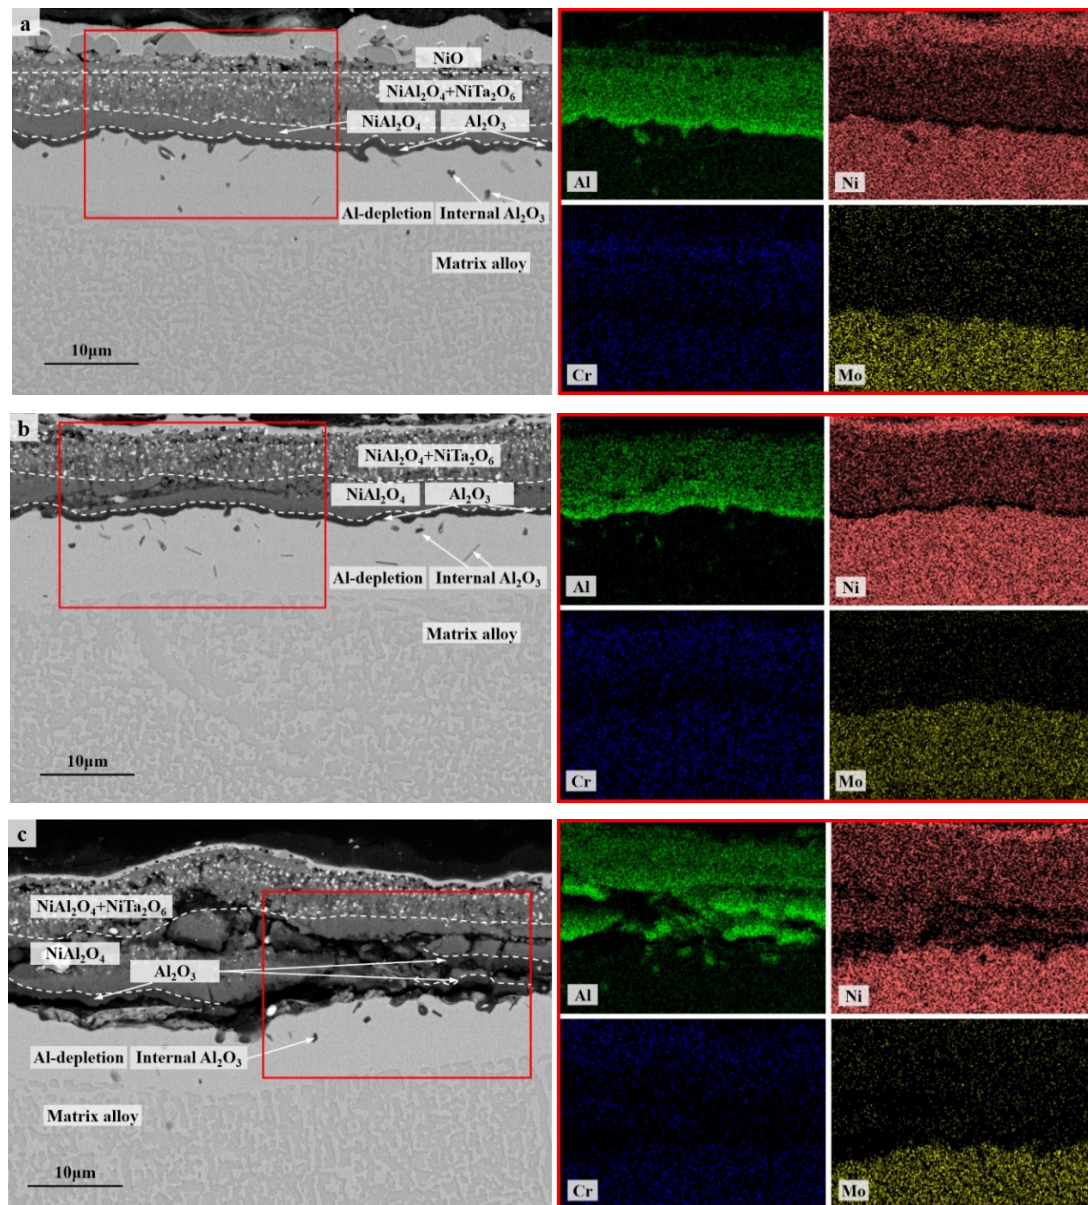 a
NiO
NiAl₂O₄+NiTa₂O₆
NiAl₂O₄ Al₂O₃
Al-depletion Internal Al₂O₃
Matrix alloy
10μm
Al Ni
Cr Mo
b
NiAl₂O₄+NiTa₂O₆
NiAl₂O₄ Al₂O₃
Al-depletion Internal Al₂O₃
Matrix alloy
10μm
Al Ni
Cr Mo
c
NiAl₂O₄+NiTa₂O₆
NiAl₂O₄
Al₂O₃
Al-depletion Internal Al₂O₃
Matrix alloy
10μm
Al Ni
Cr Mo